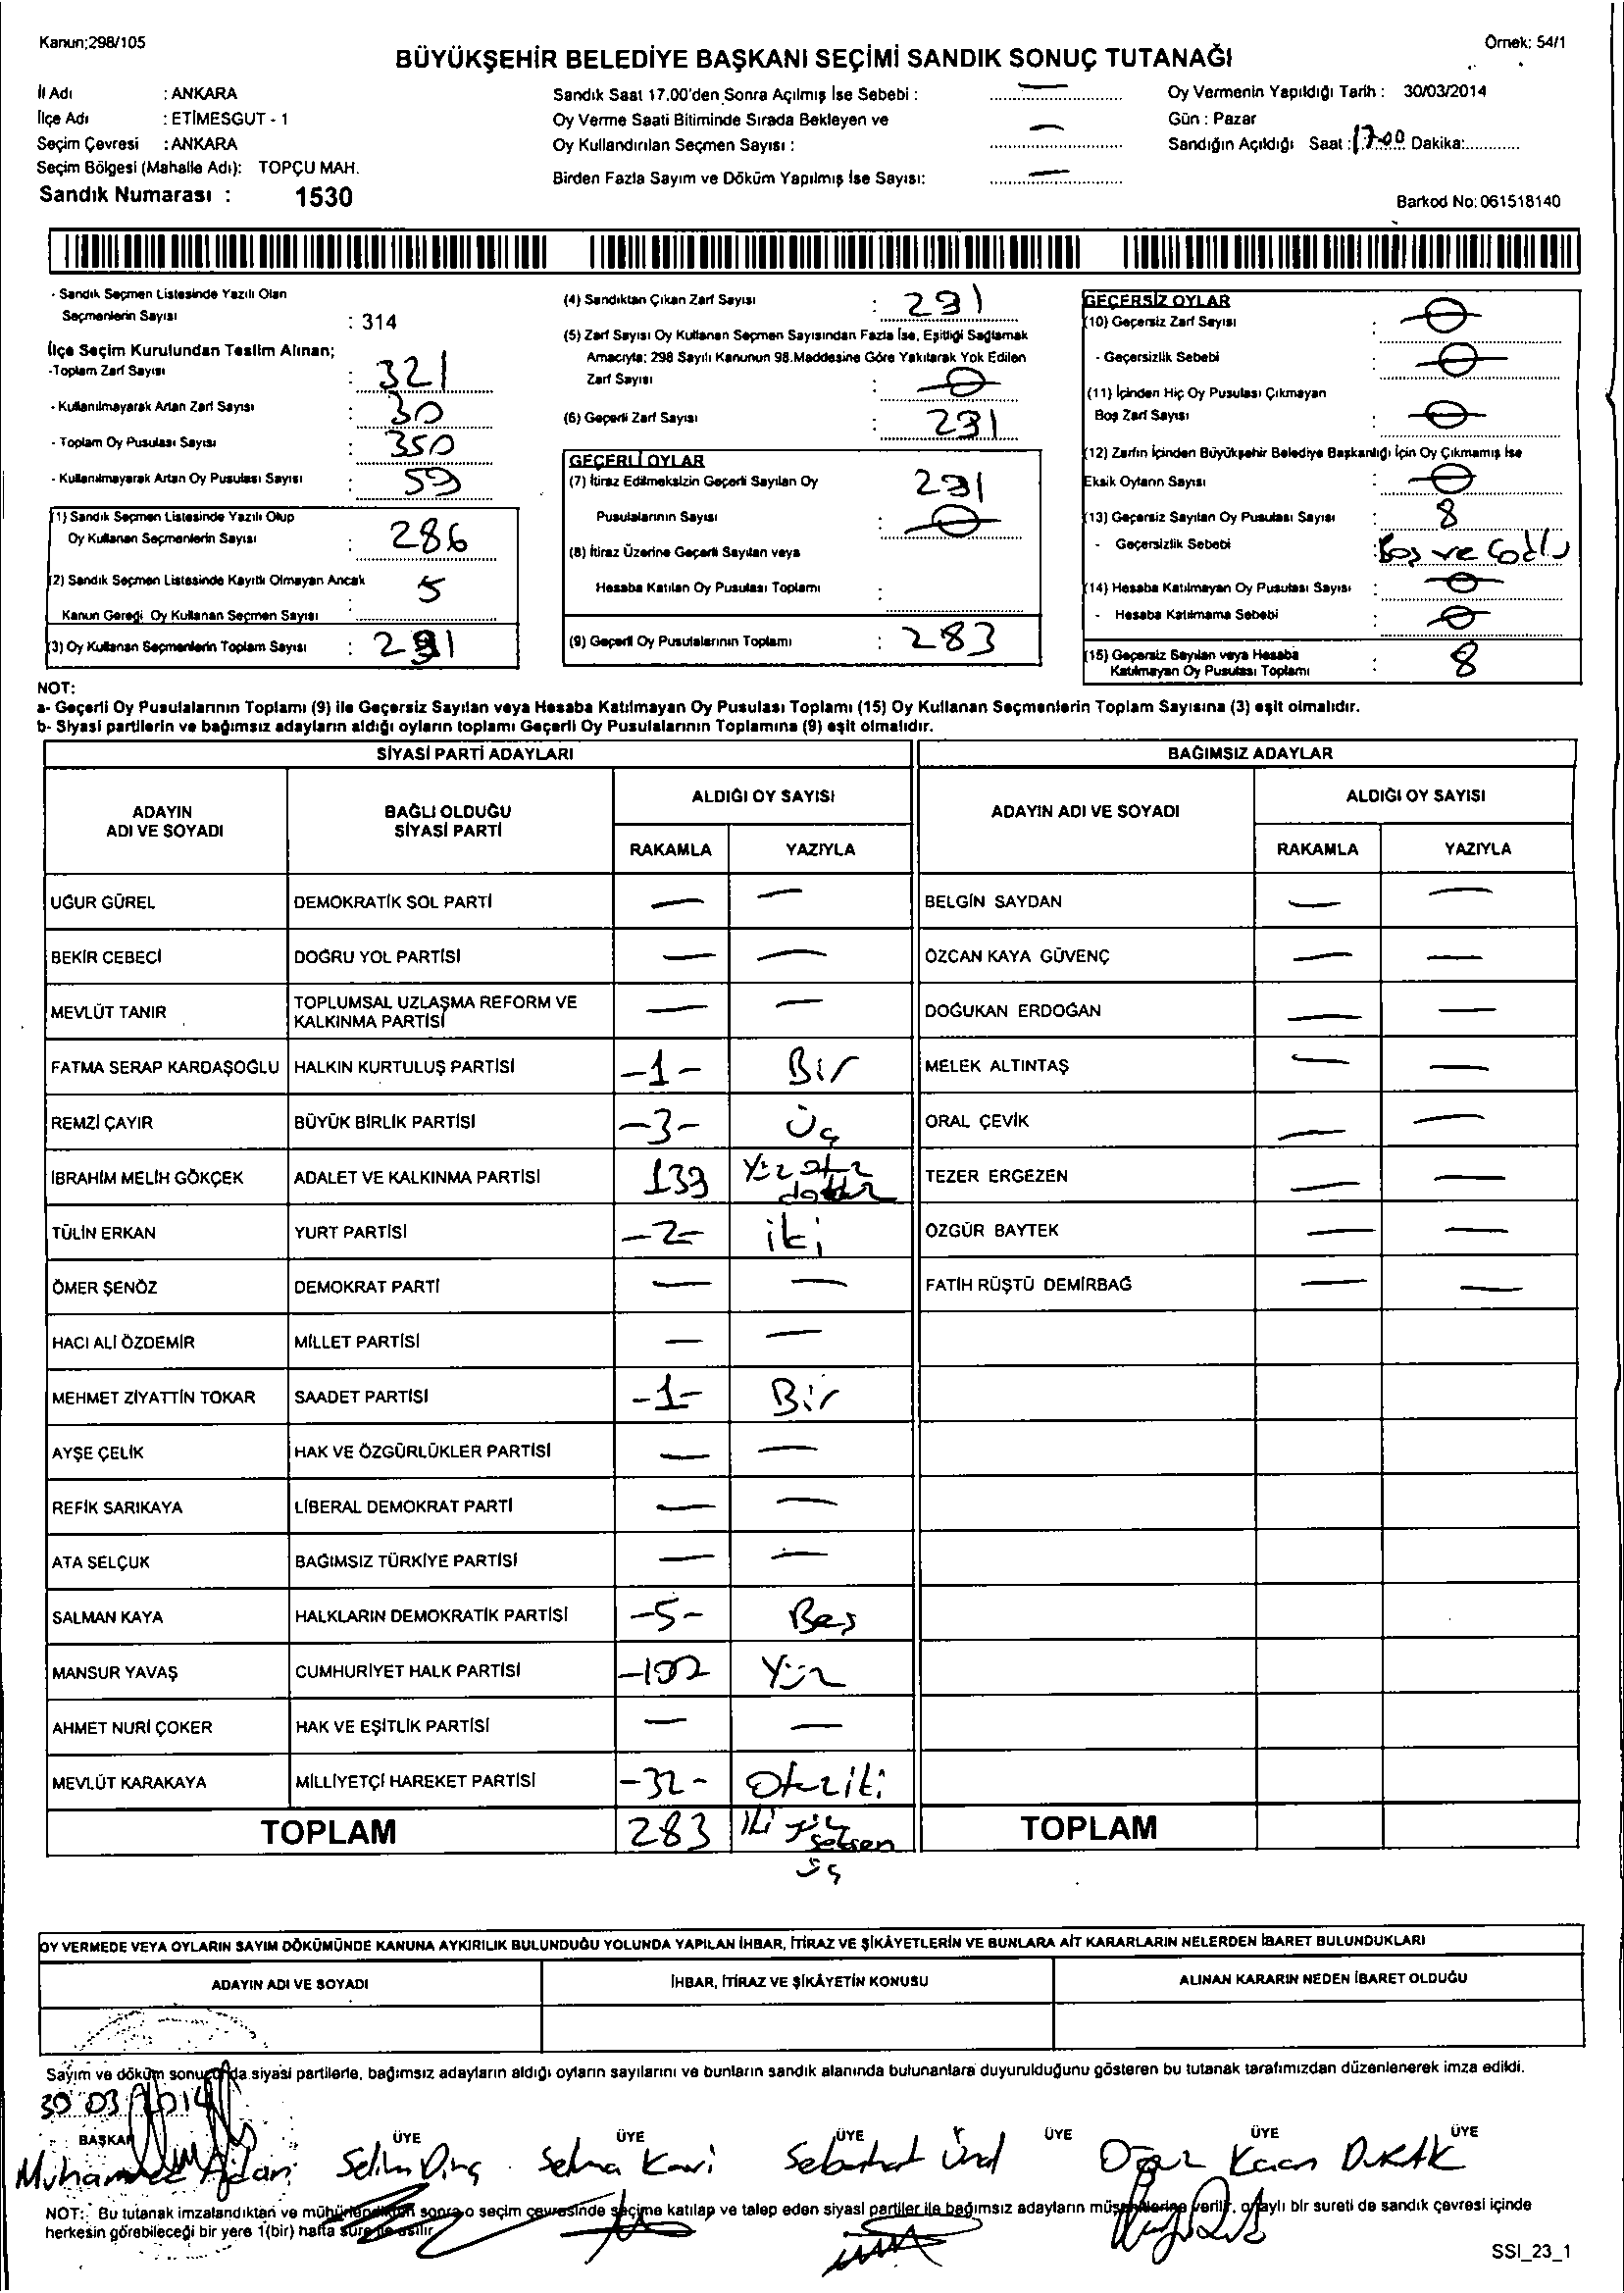 Kanun;298/105
Örnek: 54/1
BÜYÜKŞEHİR BELEDİYE BAŞKANI SEÇİMİ SANDIK SONUÇ TUTANAĞI
İl Adı : ANKARA
İlçe Adı : ETİMESGUT - 1
Seçim Çevresi : ANKARA
Seçim Bölgesi (Mahalle Adı): TOPÇU MAH.
Sandık Numarası : 1530
Sandık Saat 17.00'den Sonra Açılmış İse Sebebi : —
Oy Verme Saati Bitiminde Sırada Bekleyen ve
Oy Kullandırılan Seçmen Sayısı : —
Birden Fazla Sayım ve Döküm Yapılmış İse Sayısı: —
Oy Vermenin Yapıldığı Tarih : 30/03/2014
Gün : Pazar
Sandığın Açıldığı Saat :17.00 Dakika:............
Barkod No: 061518140
- Sandık Seçmen Listesinde Yazılı Olan
Seçmenlerin Sayısı : 314
İlçe Seçim Kurulundan Teslim Alınan;
-Toplam Zarf Sayısı : 321
- Kullanılmayarak Artan Zarf Sayısı : 30
- Toplam Oy Pusulası Sayısı : 350
- Kullanılmayarak Artan Oy Pusulası Sayısı : 59
(1) Sandık Seçmen Listesinde Yazılı Olup
Oy Kullanan Seçmenlerin Sayısı : 286
(2) Sandık Seçmen Listesinde Kayıtlı Olmayan Ancak
Kanun Gereği Oy Kullanan Seçmen Sayısı : 5
(3) Oy Kullanan Seçmenlerin Toplam Sayısı : 291
(4) Sandıktan Çıkan Zarf Sayısı : 291
(5) Zarf Sayısı Oy Kullanan Seçmen Sayısından Fazla İse, Eşitliği Sağlamak
Amacıyla; 298 Sayılı Kanunun 98.Maddesine Göre Yakılarak Yok Edilen
Zarf Sayısı : 0
(6) Geçerli Zarf Sayısı : 291
GEÇERLİ OYLAR
(7) İtiraz Edilmeksizin Geçerli Sayılan Oy 291
Pusulalarının Sayısı : 0
(8) İtiraz Üzerine Geçerli Sayılan veya
Hesaba Katılan Oy Pusulası Toplamı :
(9) Geçerli Oy Pusulalarının Toplamı : 283
GEÇERSİZ OYLAR
(10) Geçersiz Zarf Sayısı : 0
- Geçersizlik Sebebi : 0
(11) İçinden Hiç Oy Pusulası Çıkmayan
Boş Zarf Sayısı : 0
(12) Zarfın İçinden Büyükşehir Belediye Başkanlığı İçin Oy Çıkmamış İse
Eksik Oyların Sayısı : 0
(13) Geçersiz Sayılan Oy Pusulası Sayısı : 8
- Geçersizlik Sebebi : Boş ve
(14) Hesaba Katılmayan Oy Pusulası Sayısı : 0
- Hesaba Katılmama Sebebi : 0
(15) Geçersiz Sayılan veya Hesaba
Katılmayan Oy Pusulası Toplamı : 8
NOT:
a- Geçerli Oy Pusulalarının Toplamı (9) ile Geçersiz Sayılan veya Hesaba Katılmayan Oy Pusulası Toplamı (15) Oy Kullanan Seçmenlerin Toplam Sayısına (3) eşit olmalıdır.
b- Siyasi partilerin ve bağımsız adayların aldığı oyların toplamı Geçerli Oy Pusulalarının Toplamına (9) eşit olmalıdır.
SİYASİ PARTİ ADAYLARI
ADAYIN ADI VE SOYADI BAĞLI OLDUĞU SİYASİ PARTİ ALDIĞI OY SAYISI
RAKAMLA YAZIYLA
UĞUR GÜREL DEMOKRATİK SOL PARTİ — —
BEKİR CEBECİ DOĞRU YOL PARTİSİ — —
MEVLÜT TANIR TOPLUMSAL UZLAŞMA REFORM VE KALKINMA PARTİSİ — —
FATMA SERAP KARDAŞOĞLU HALKIN KURTULUŞ PARTİSİ -1- Bir
REMZİ ÇAYIR BÜYÜK BİRLİK PARTİSİ -3- Üç
İBRAHİM MELİH GÖKÇEK ADALET VE KALKINMA PARTİSİ 139 Yüz otuz dokuz
TÜLİN ERKAN YURT PARTİSİ -2- iki
ÖMER ŞENÖZ DEMOKRAT PARTİ — —
HACI ALİ ÖZDEMİR MİLLET PARTİSİ — —
MEHMET ZİYATTİN TOKAR SAADET PARTİSİ -1- Bir
AYŞE ÇELİK HAK VE ÖZGÜRLÜKLER PARTİSİ — —
REFİK SARIKAYA LİBERAL DEMOKRAT PARTİ — —
ATA SELÇUK BAĞIMSIZ TÜRKİYE PARTİSİ — —
SALMAN KAYA HALKLARIN DEMOKRATİK PARTİSİ -5- Beş
MANSUR YAVAŞ CUMHURİYET HALK PARTİSİ -100 Yüz
AHMET NURİ ÇOKER HAK VE EŞİTLİK PARTİSİ — —
MEVLÜT KARAKAYA MİLLİYETÇİ HAREKET PARTİSİ -32- Otuziki
TOPLAM 283 İki yüz seksen üç
BAĞIMSIZ ADAYLAR
ADAYIN ADI VE SOYADI ALDIĞI OY SAYISI
RAKAMLA YAZIYLA
BELGİN SAYDAN — —
ÖZCAN KAYA GÜVENÇ — —
DOĞUKAN ERDOĞAN — —
MELEK ALTINTAŞ — —
ORAL ÇEVİK — —
TEZER ERGEZEN — —
ÖZGÜR BAYTEK — —
FATİH RÜŞTÜ DEMİRBAĞ — —
TOPLAM
OY VERMEDE VEYA OYLARIN SAYIM DÖKÜMÜNDE KANUNA AYKIRILIK BULUNDUĞU YOLUNDA YAPILAN İHBAR, İTİRAZ VE ŞİKÂYETLERİN VE BUNLARA AİT KARARLARIN NELERDEN İBARET BULUNDUKLARI
ADAYIN ADI VE SOYADI İHBAR, İTİRAZ VE ŞİKÂYETİN KONUSU ALINAN KARARIN NEDEN İBARET OLDUĞU
Sayım ve döküm sonucunda siyasi partilerle, bağımsız adayların aldığı oyların sayılarını ve bunların sandık alanında bulunanlara duyurulduğunu gösteren bu tutanak tarafımızdan düzenlenerek imza edildi.
30 03 2014
BAŞKAN ÜYE ÜYE ÜYE ÜYE ÜYE ÜYE
Selma Sebahat Ünal Oğuz Kaan DURAK
NOT: Bu tutanak imzalandıktan ve mühürlendikten sonra o seçim çevresinde seçime katılap ve talep eden siyasi partiler ile bağımsız adayların müşahitlerine verilir, onaylı bir sureti de sandık çevresi içinde
herkesin görebileceği bir yere 1(bir) hafta süre ile asılır.
SSI_23_1